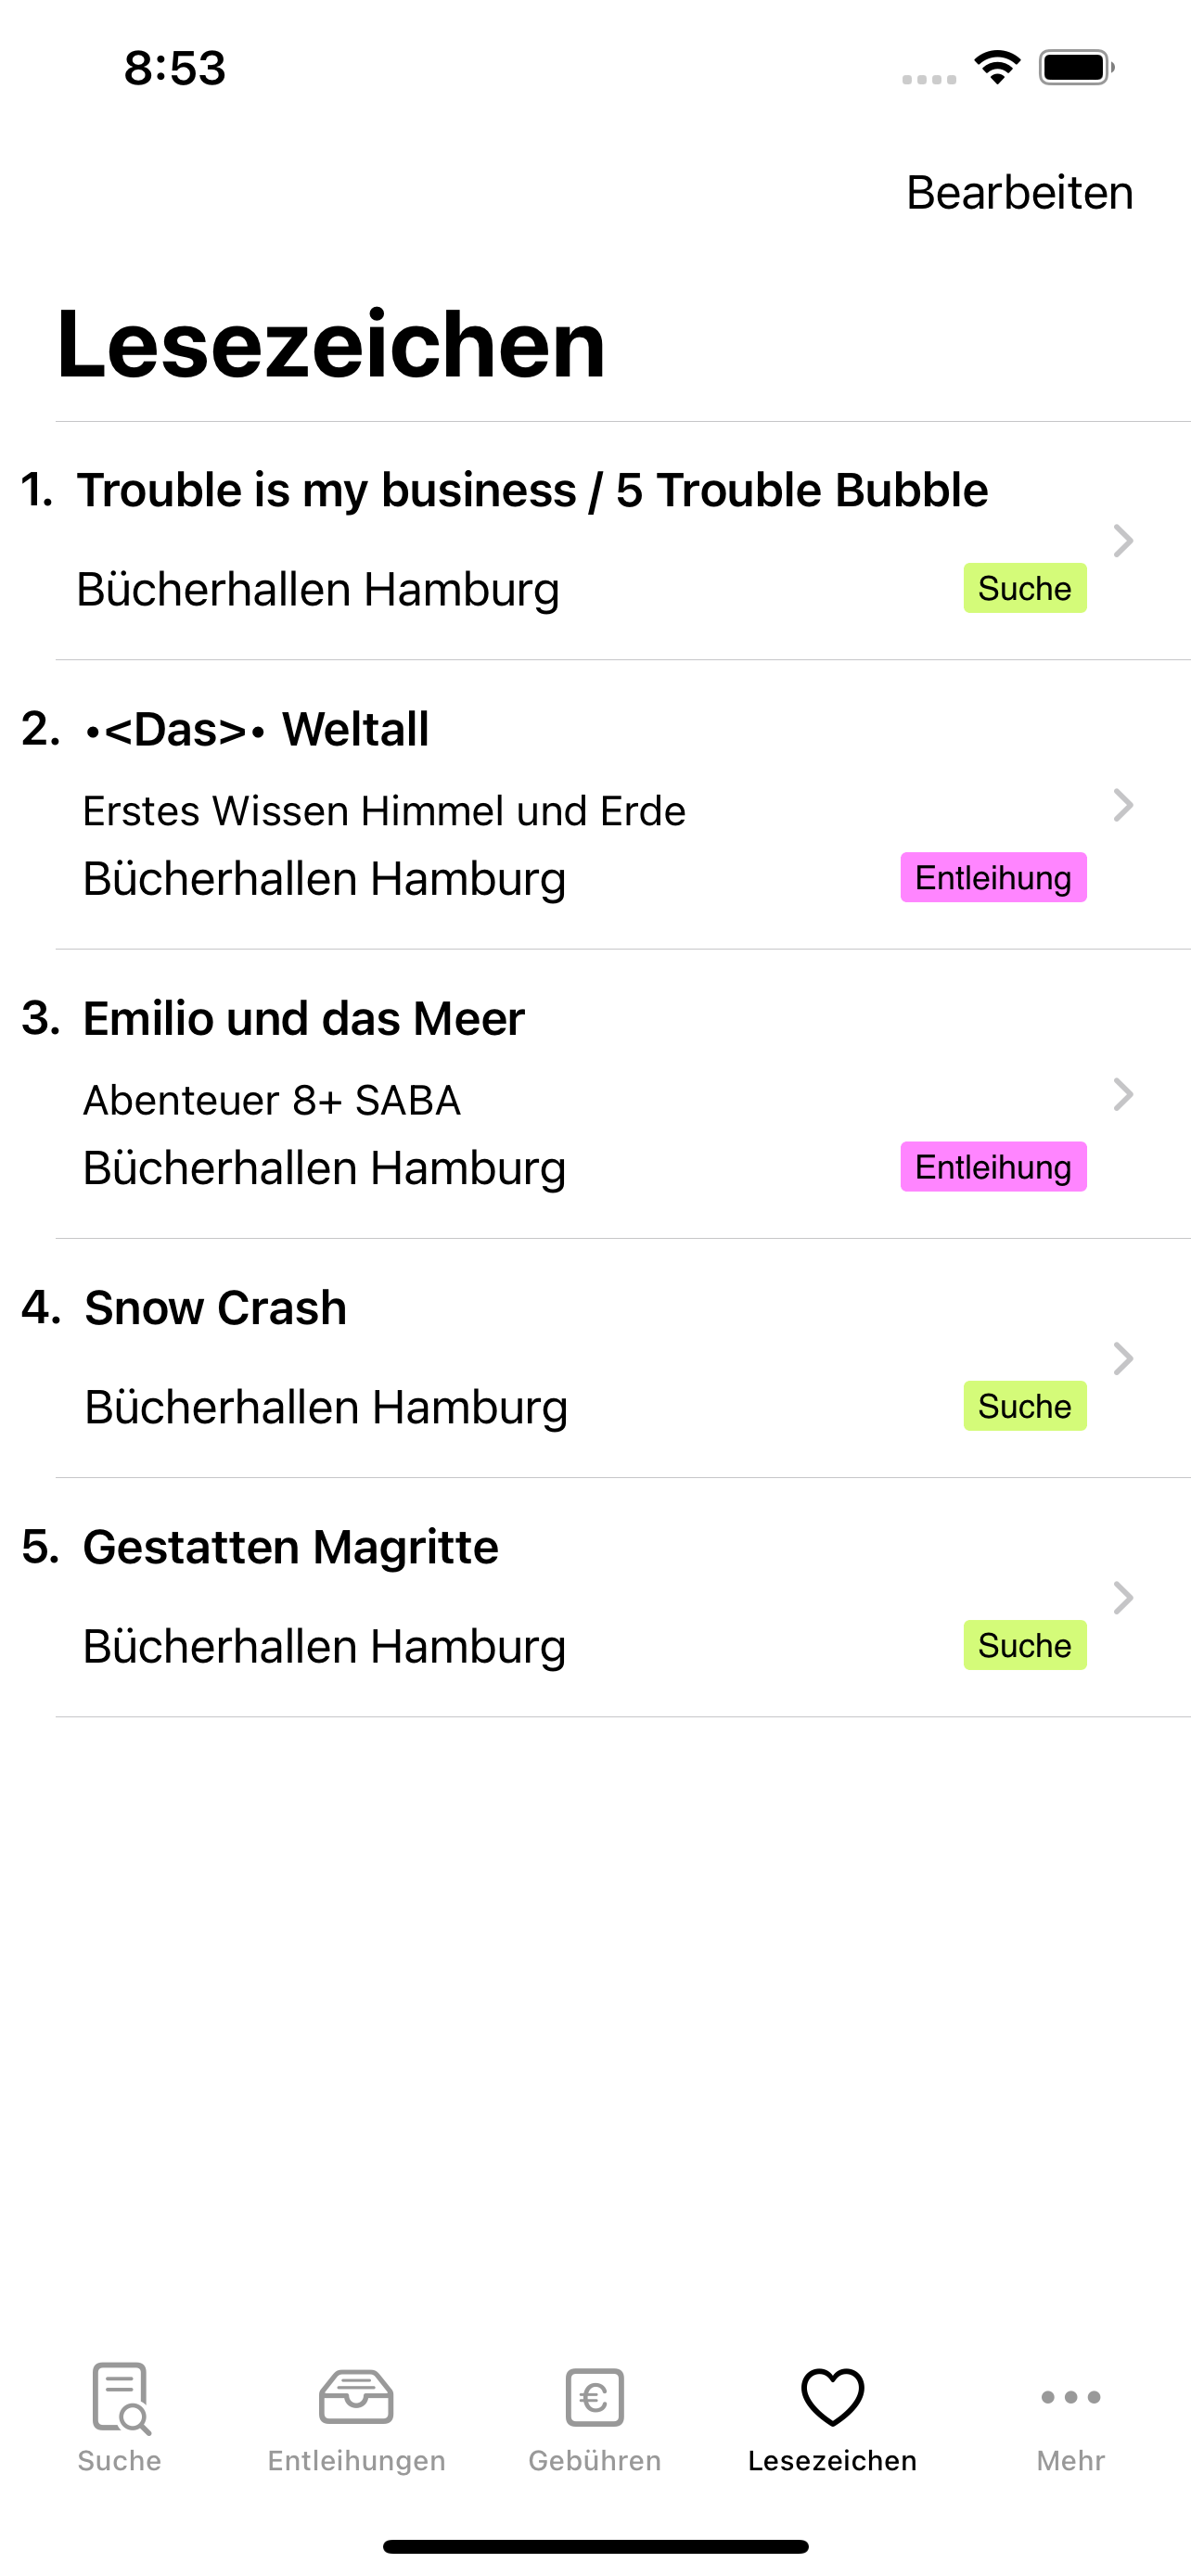 8:53
Bearbeiten
Lesezeichen
1. Trouble is my business / 5 Trouble Bubble
Bücherhallen Hamburg Suche
2. •<Das>• Weltall
Erstes Wissen Himmel und Erde
Bücherhallen Hamburg Entleihung
3. Emilio und das Meer
Abenteuer 8+ SABA
Bücherhallen Hamburg Entleihung
4. Snow Crash
Bücherhallen Hamburg Suche
5. Gestatten Magritte
Bücherhallen Hamburg Suche
Suche Entleihungen Gebühren Lesezeichen Mehr